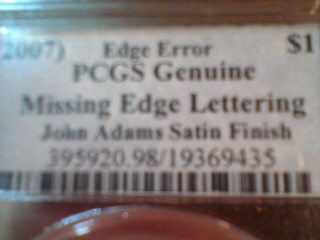 (2007) Edge Error $1
PCGS Genuine
Missing Edge Lettering
John Adams Satin Finish
395920.98/19369435